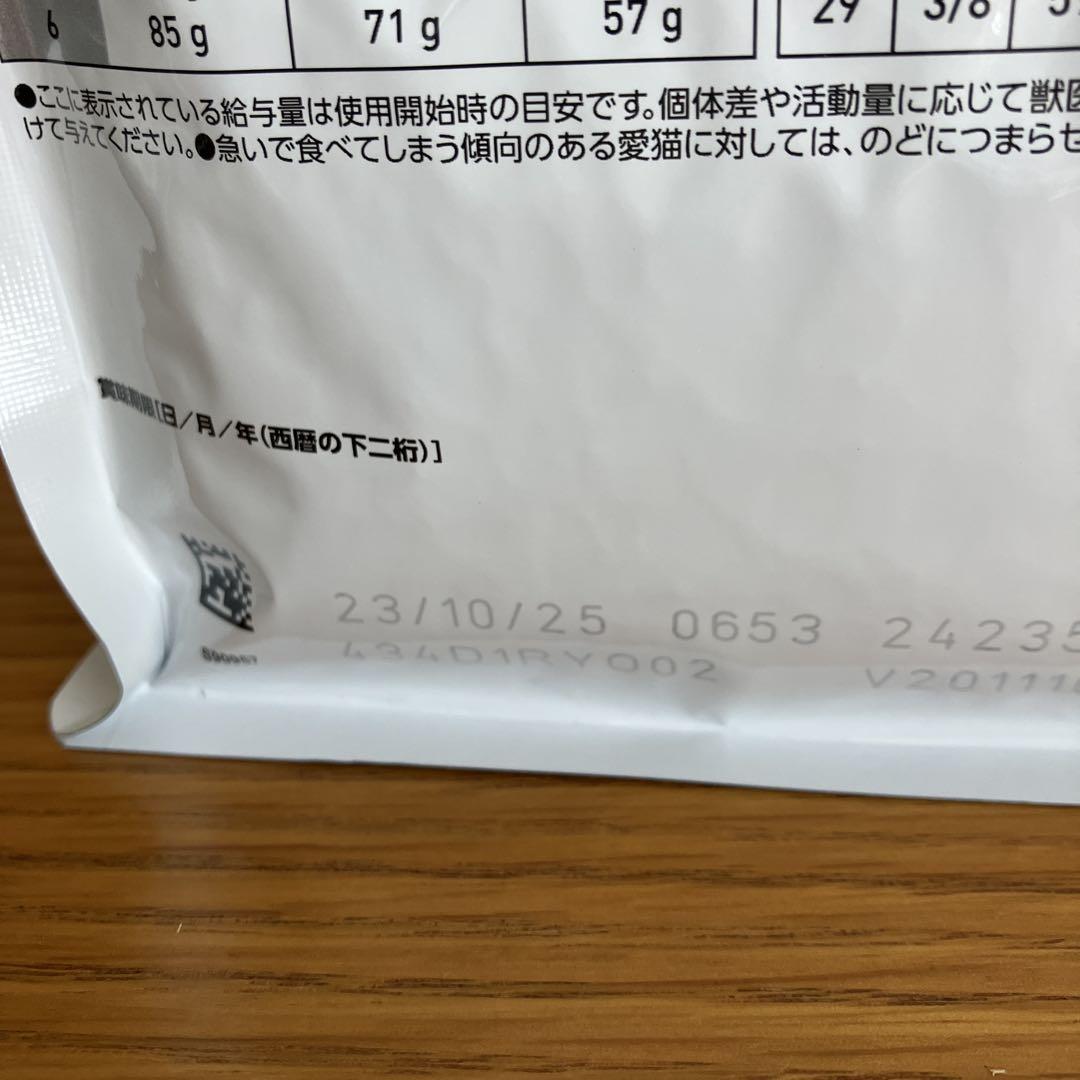 6 85 g 71 g 57 g 29 3/8
●ここに表示されている給与量は使用開始時の目安です。個体差や活動量に応じて獣医
けて与えてください。●急いで食べてしまう傾向のある愛猫に対しては、のどにつまらせ
賞味期限[日/月/年(西暦の下二桁)]
23/10/25 0653 24235
434D1RY002 V20111